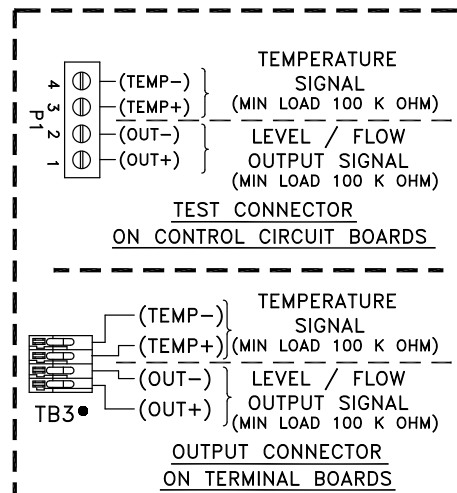 TEMPERATURE
4 (TEMP-) SIGNAL
3 (TEMP+) (MIN LOAD 100 K OHM)
P1
2 (OUT-) LEVEL / FLOW
1 (OUT+) OUTPUT SIGNAL
(MIN LOAD 100 K OHM)
TEST CONNECTOR
ON CONTROL CIRCUIT BOARDS
TEMPERATURE
(TEMP-) SIGNAL
(TEMP+) (MIN LOAD 100 K OHM)
(OUT-) LEVEL / FLOW
(OUT+) OUTPUT SIGNAL
TB3 (MIN LOAD 100 K OHM)
OUTPUT CONNECTOR
ON TERMINAL BOARDS